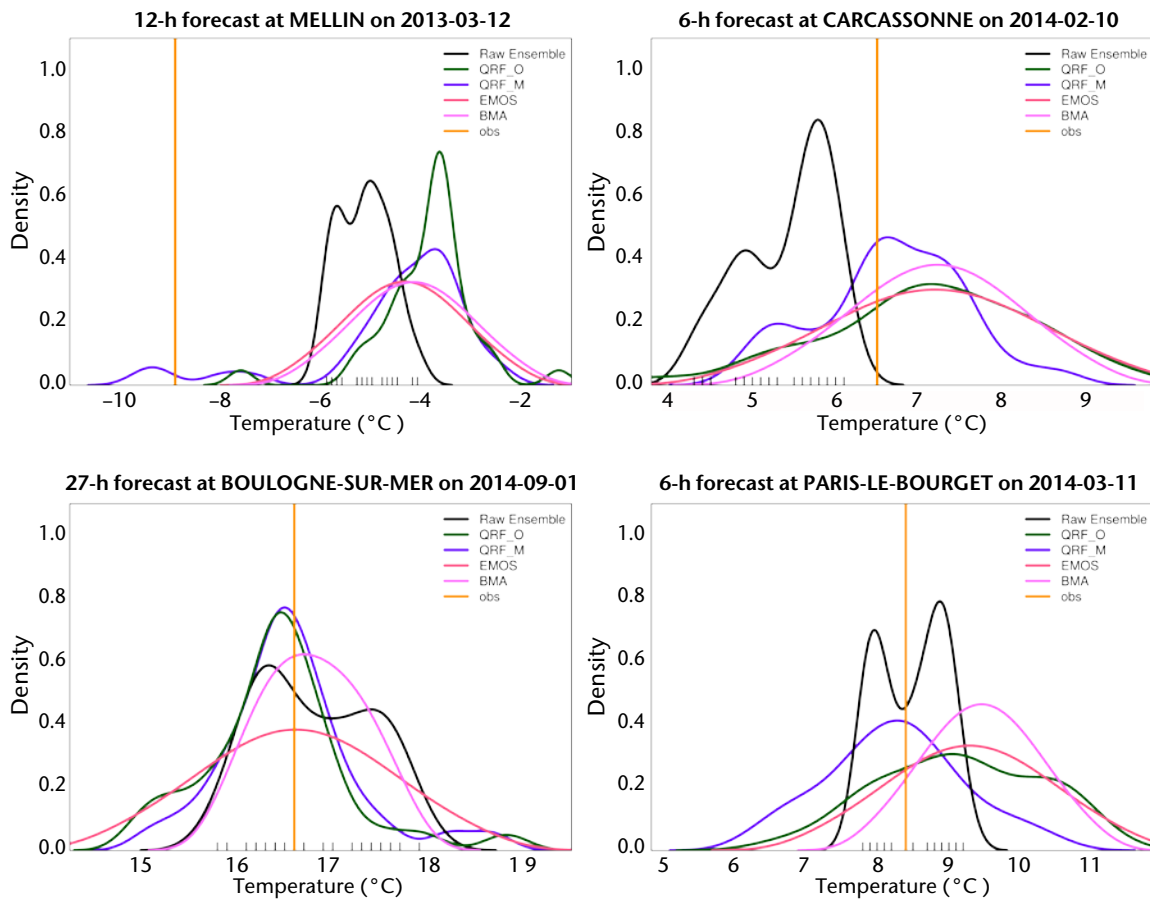 12-h forecast at MELLIN on 2013-03-12
Density
1.0
0.8
0.6
0.4
0.2
0.0
Raw Ensemble
QRF_O
QRF_M
EMOS
BMA
obs
−10 −8 −6 −4 −2
Temperature (°C )
6-h forecast at CARCASSONNE on 2014-02-10
Density
1.0
0.8
0.6
0.4
0.2
0.0
Raw Ensemble
QRF_O
QRF_M
EMOS
BMA
obs
4 5 6 7 8 9
Temperature (°C)
27-h forecast at BOULOGNE-SUR-MER on 2014-09-01
Density
1.0
0.8
0.6
0.4
0.2
0.0
Raw Ensemble
QRF_O
QRF_M
EMOS
BMA
obs
15 16 17 18 1 9
Temperature (°C)
6-h forecast at PARIS-LE-BOURGET on 2014-03-11
Density
1.0
0.8
0.6
0.4
0.2
0.0
Raw Ensemble
QRF_O
QRF_M
EMOS
BMA
obs
5 6 7 8 9 10 11
Temperature (°C)